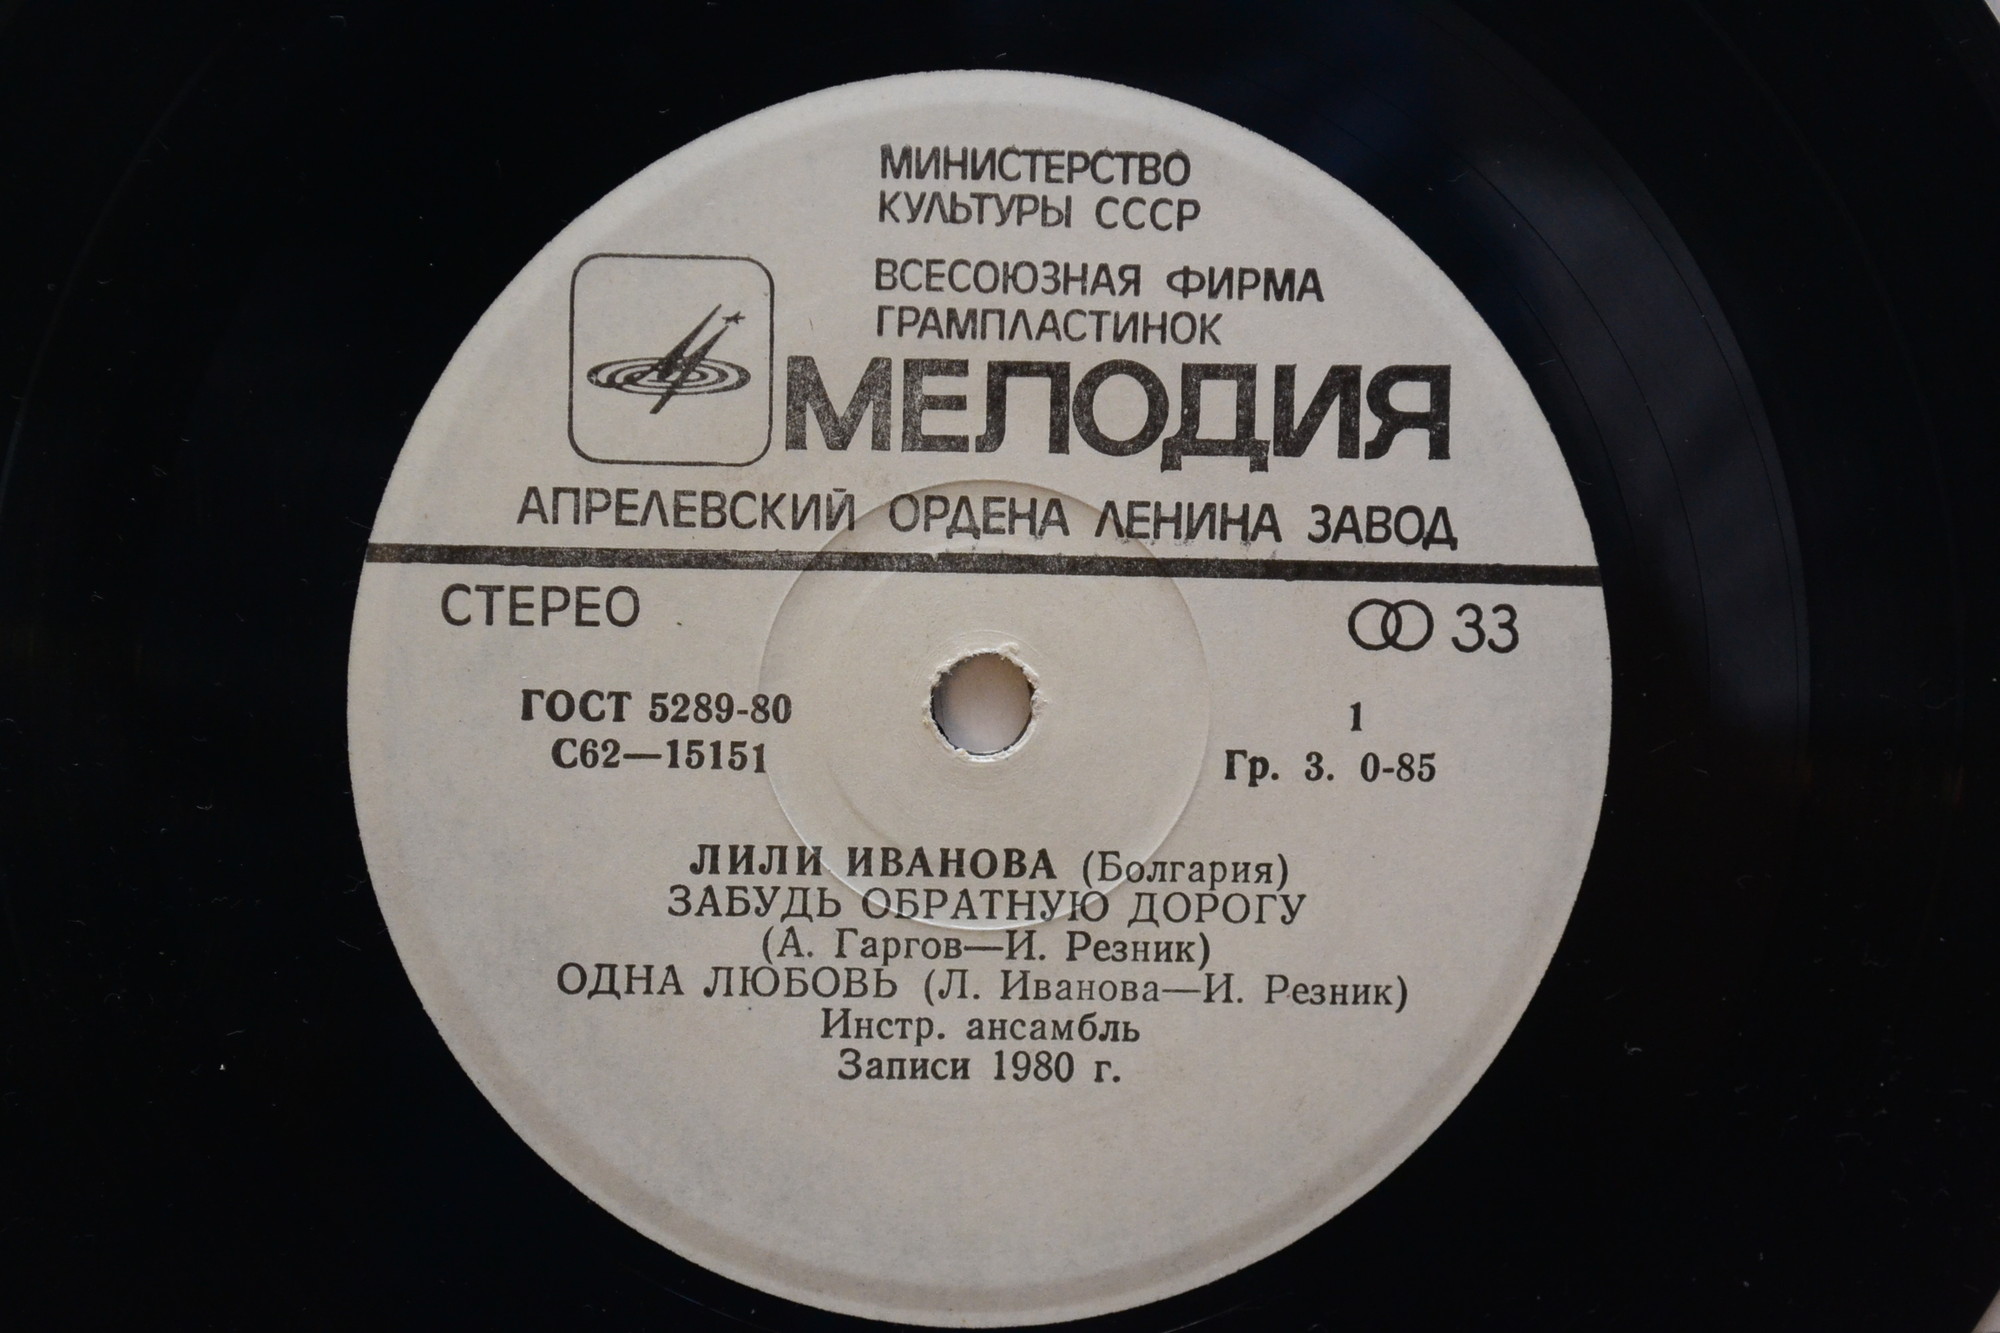 МИНИСТЕРСТВО
КУЛЬТУРЫ СССР
ВСЕСОЮЗНАЯ ФИРМА
ГРАМПЛАСТИНОК
МЕЛОДИЯ
АПРЕЛЕВСКИЙ ОРДЕНА ЛЕНИНА ЗАВОД
СТЕРЕО 33
ГОСТ 5289-80 1
С62—15151 Гр. 3. 0-85
ЛИЛИ ИВАНОВА (Болгария)
ЗАБУДЬ ОБРАТНУЮ ДОРОГУ
(А. Гаргов—И. Резник)
ОДНА ЛЮБОВЬ (Л. Иванова—И. Резник)
Инстр. ансамбль
Записи 1980 г.